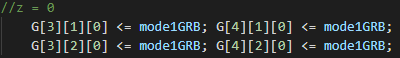 //z = 0
G[3][1][0] <= mode1GRB; G[4][1][0] <= mode1GRB;
G[3][2][0] <= mode1GRB; G[4][2][0] <= mode1GRB;